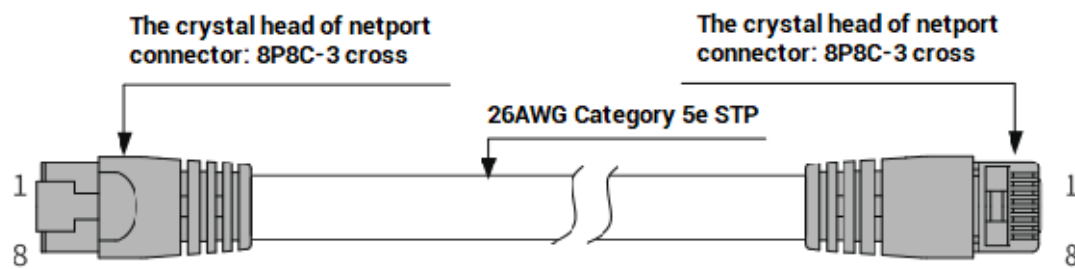 The crystal head of netport
connector: 8P8C-3 cross
The crystal head of netport
connector: 8P8C-3 cross
26AWG Category 5e STP
1
8
1
8